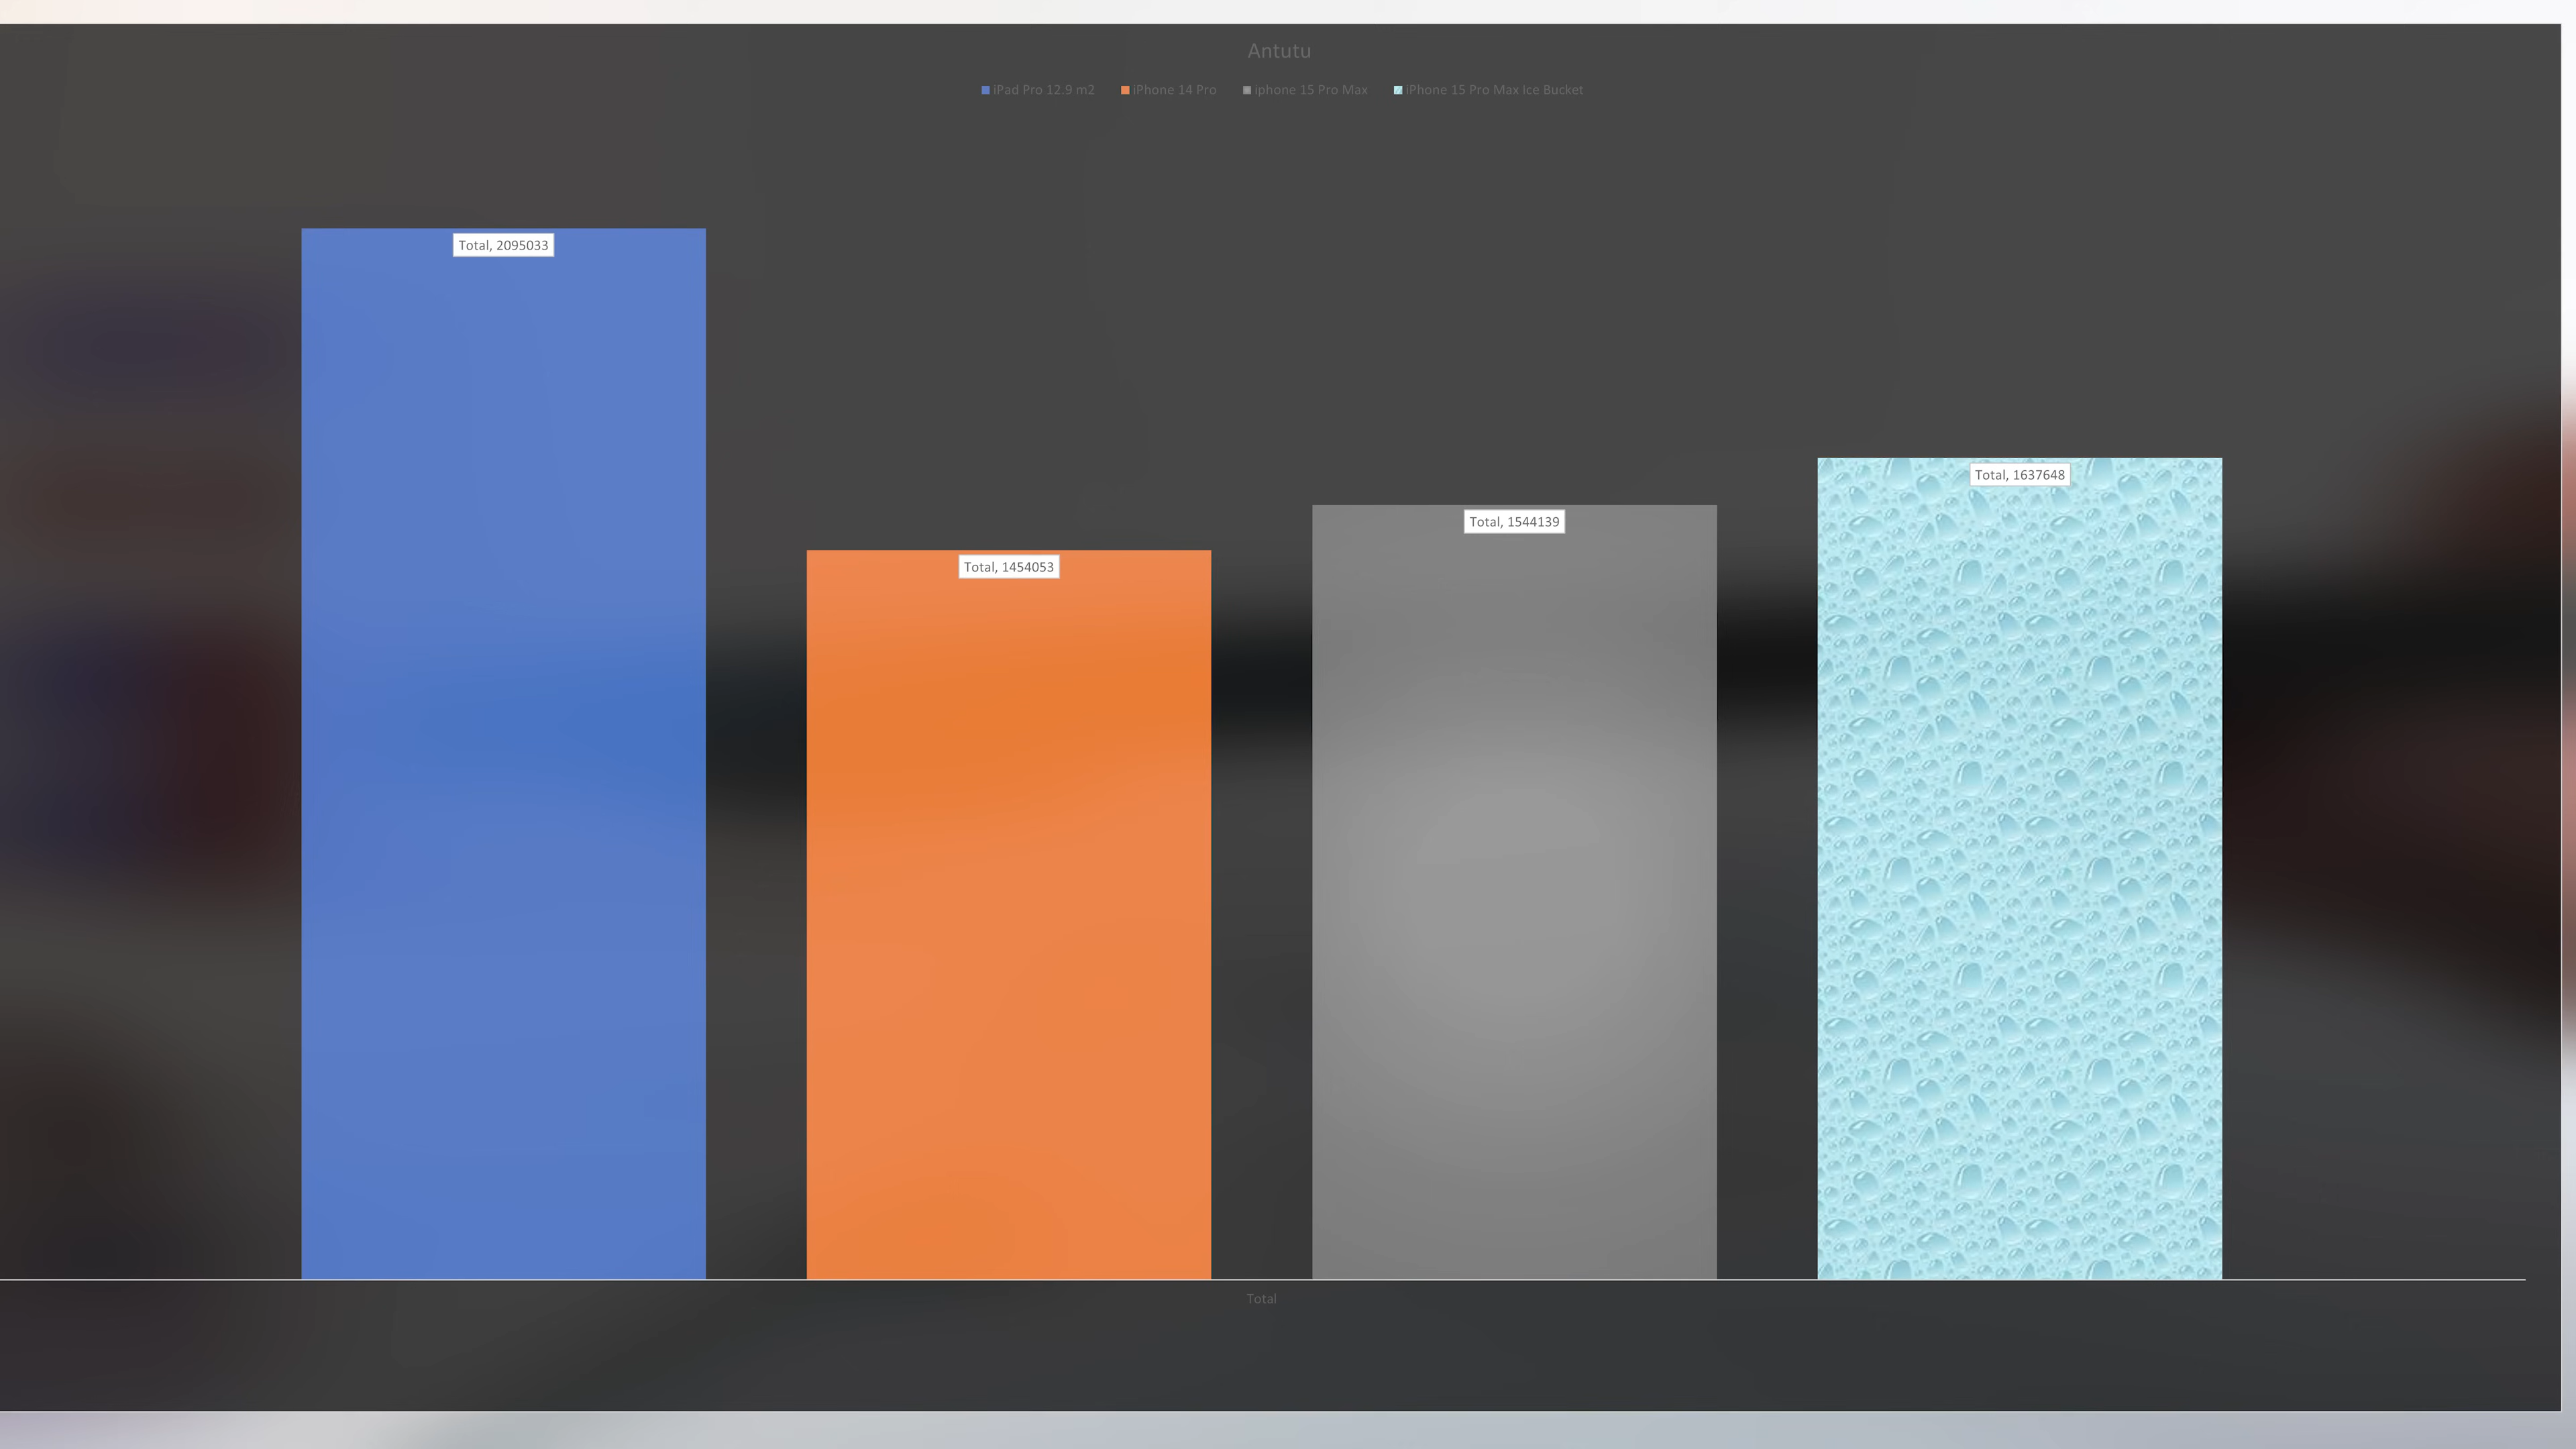 Antutu
iPad Pro 12.9 m2 iPhone 14 Pro iphone 15 Pro Max iPhone 15 Pro Max Ice Bucket
Total, 2095033
Total, 1454053
Total, 1544139
Total, 1637648
Total